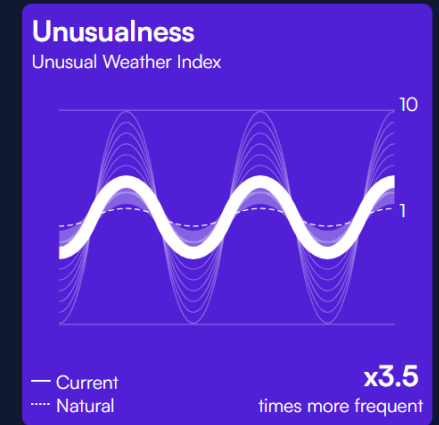 Unusualness
Unusual Weather Index
10
1
Current
Natural
x3.5
times more frequent